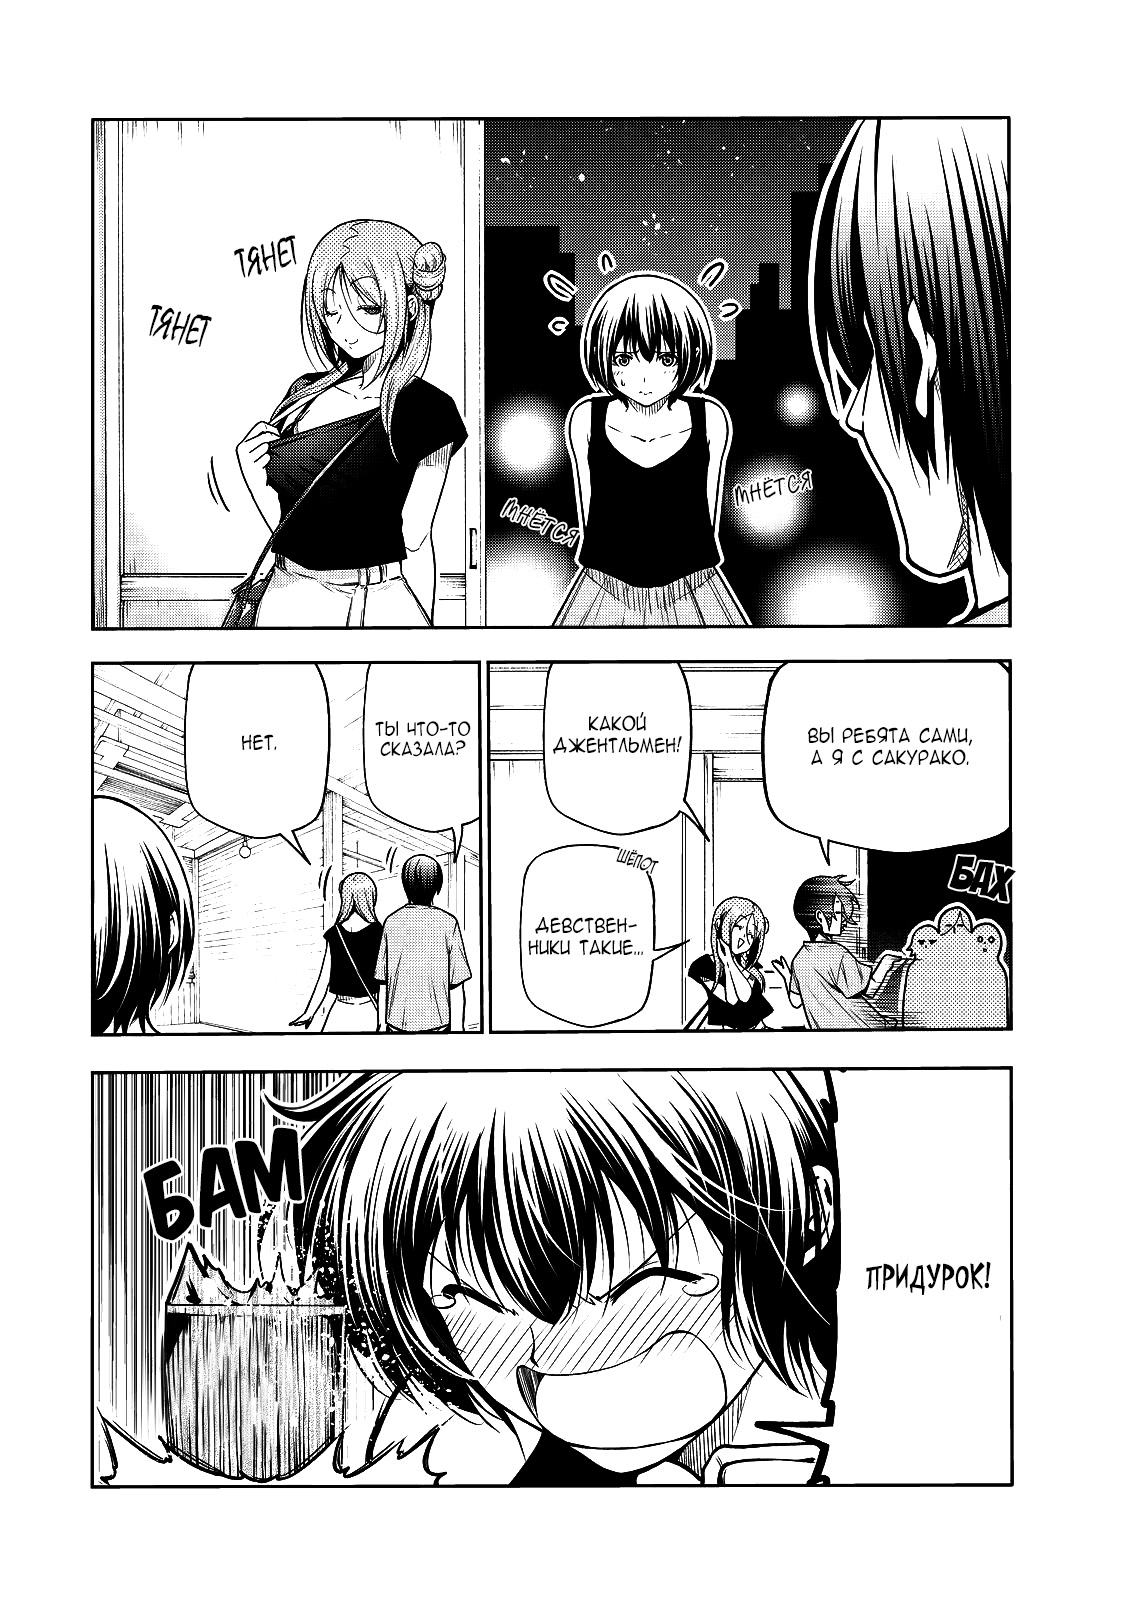 МНЁТСЯ
МНЁТСЯ
ТЯНЕТ
ТЯНЕТ
ВЫ РЕБЯТА САМИ,
А Я С САКУРАКО.
БАХ
КАКОЙ
ДЖЕНТЛЬМЕН!
ШЁПОТ
ДЕВСТВЕН-
НИКИ ТАКИЕ...
ТЫ ЧТО-ТО
СКАЗАЛА?
НЕТ.
ПРИДУРОК!
БАМ